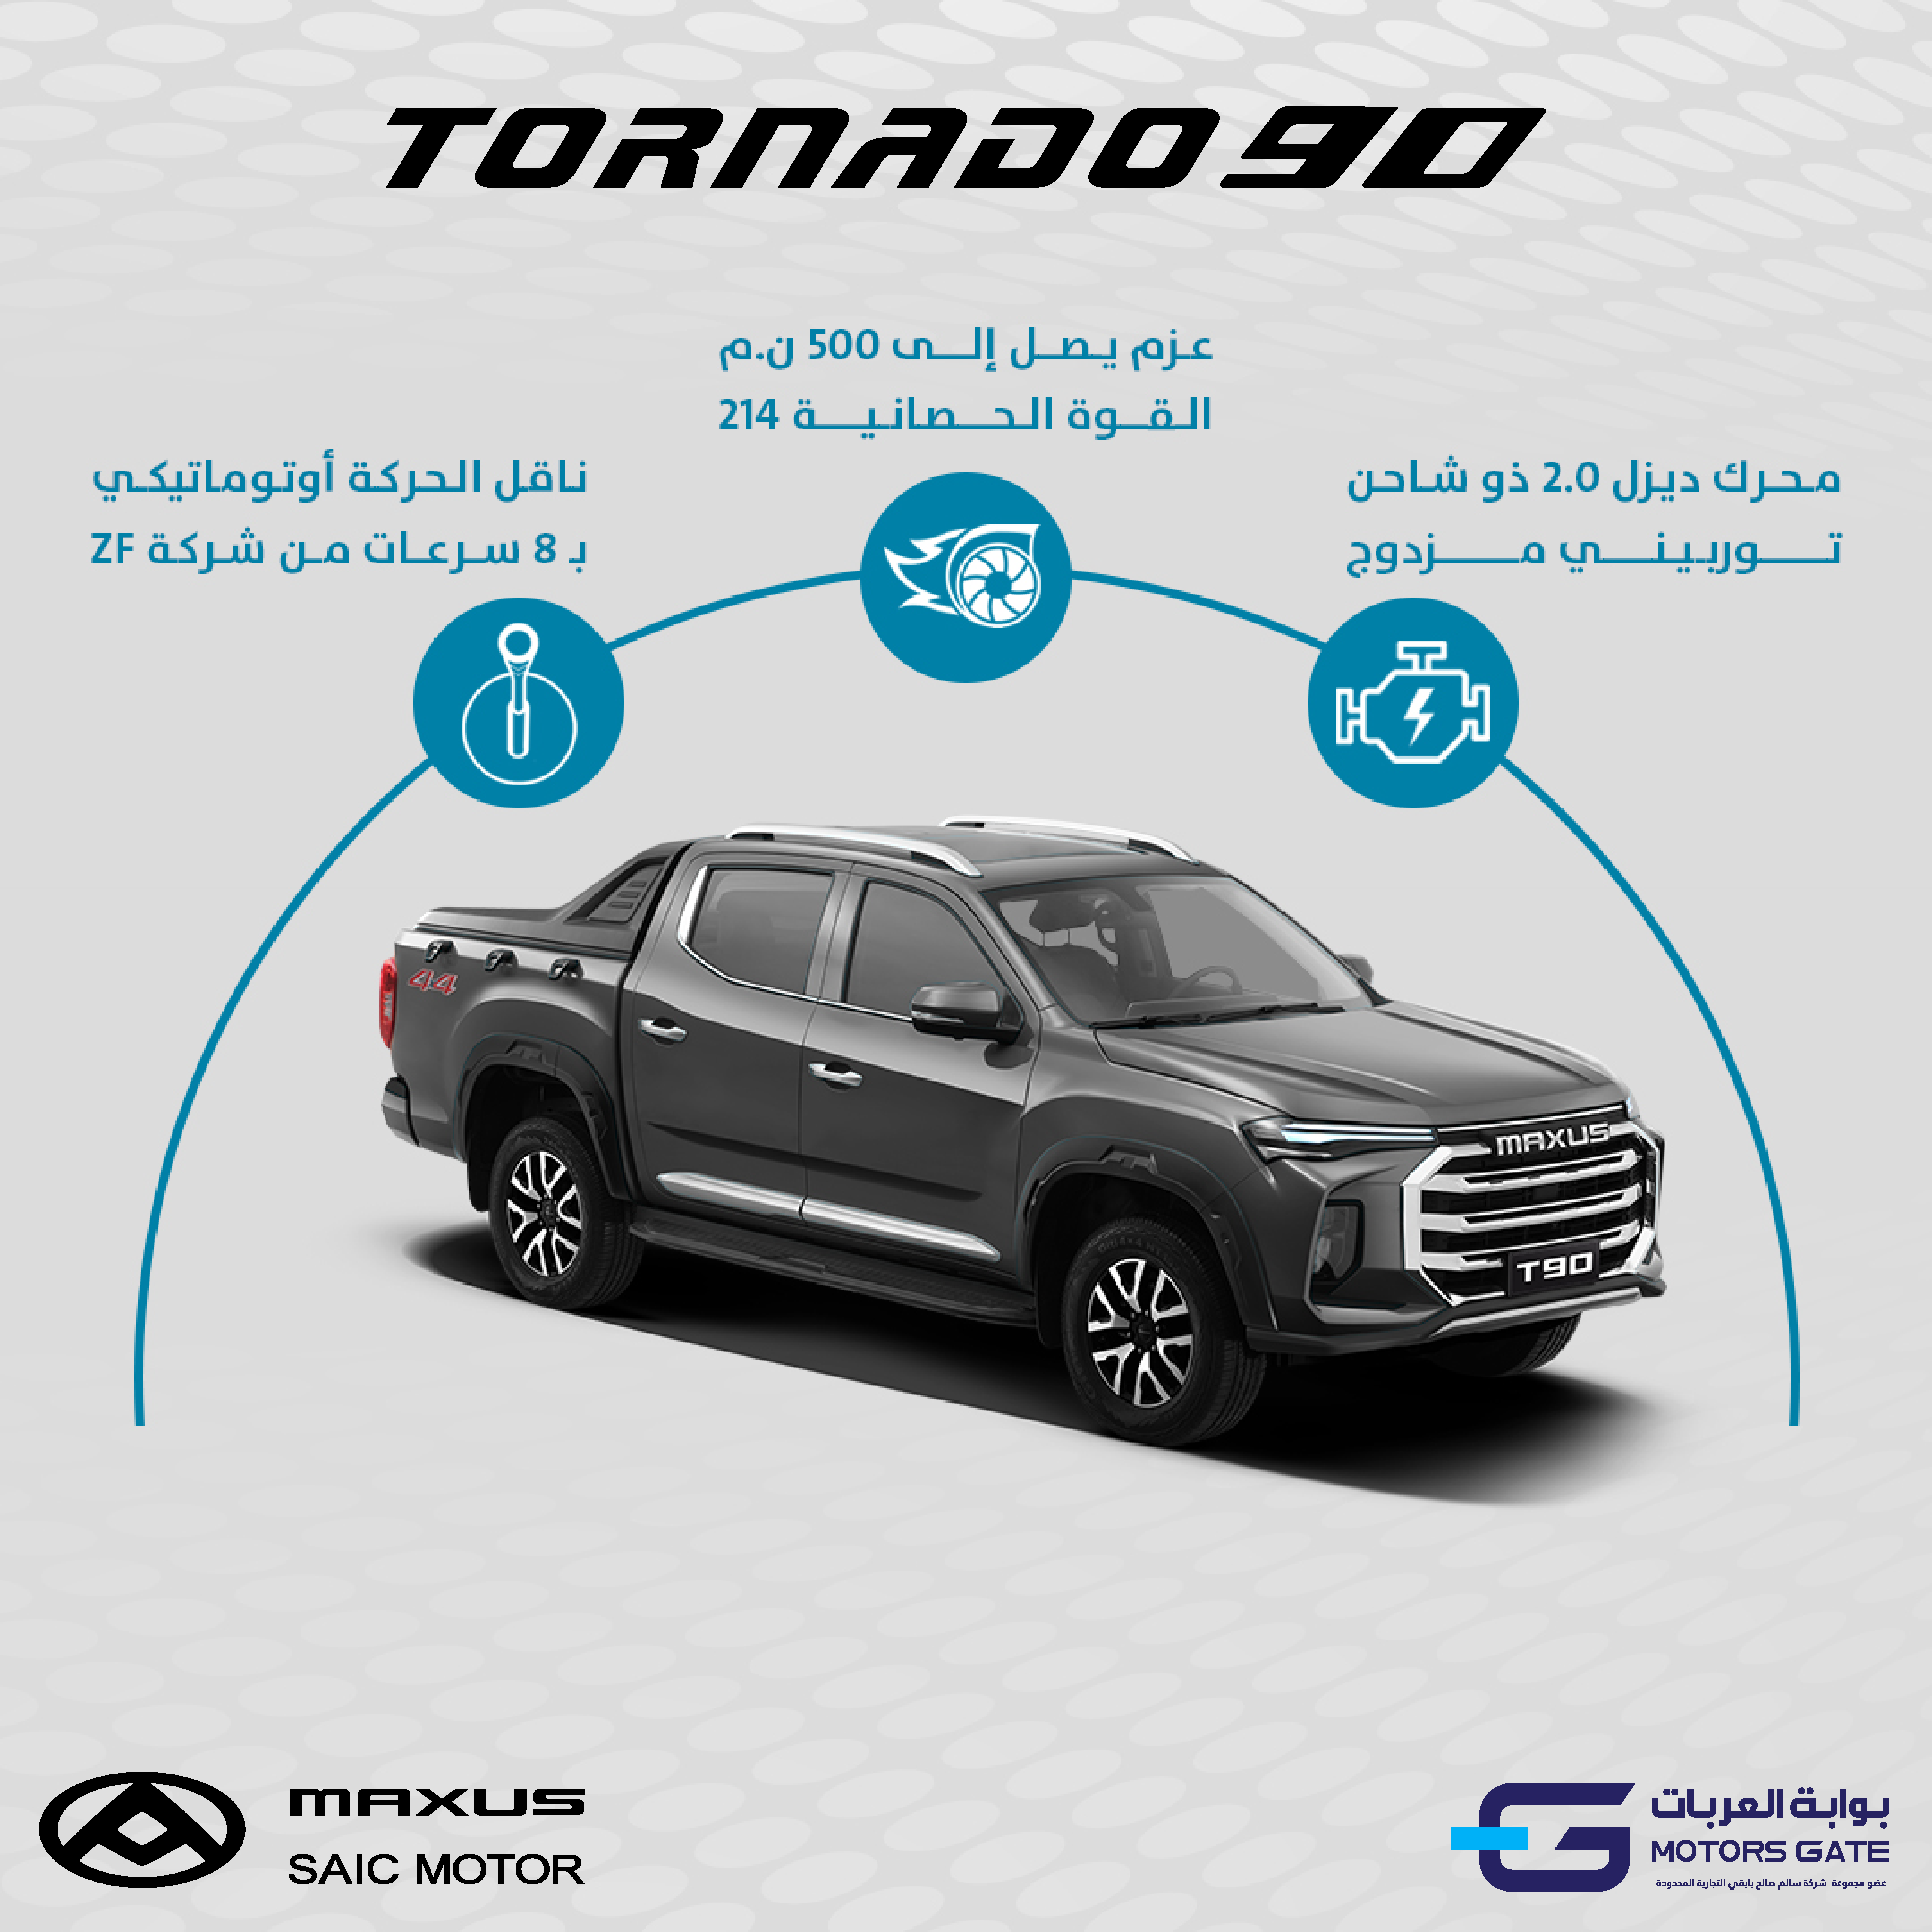 TORNADO 90
عزم يصل إلى 500 ن.م
القوة الحصانية 214
محرك ديزل 2.0 ذو شاحن
توربيني مزدوج
ناقل الحركة أوتوماتيكي
بـ 8 سرعات من شركة ZF
44
MAXUS
T90
MAXUS
SAIC MOTOR
بوابة العربات
MOTORS GATE
عضو مجموعة شركة سالم صالح بابقي التجارية المحدودة